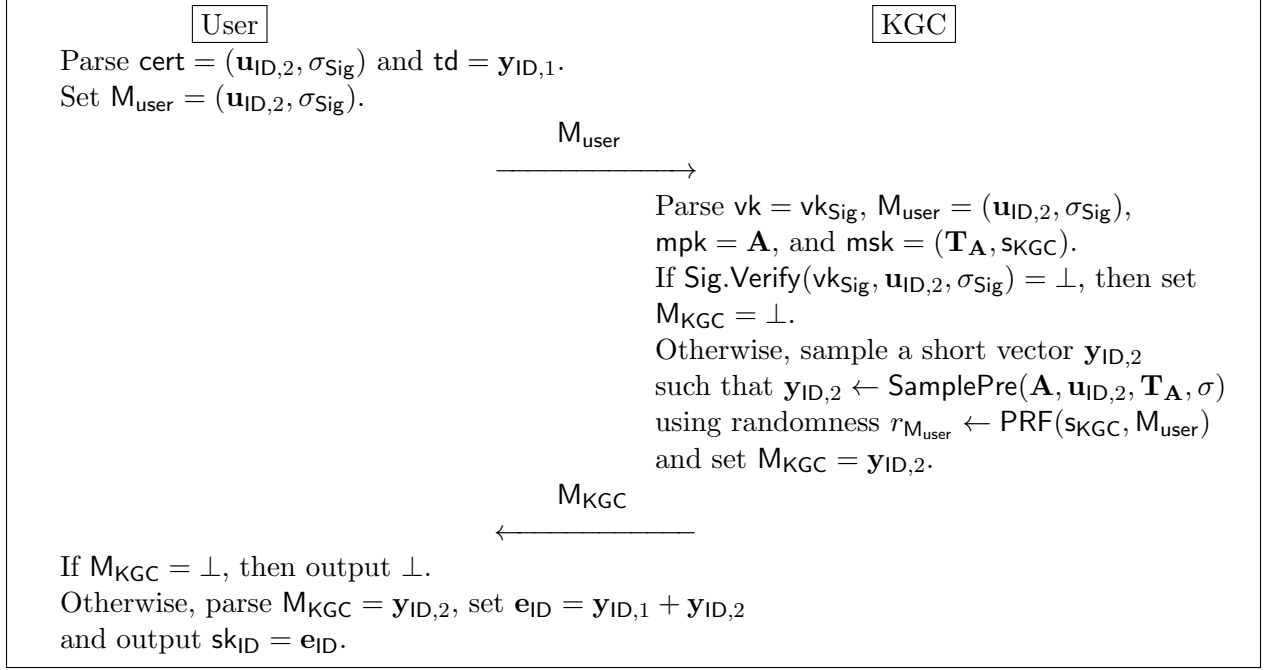 User
KGC
Parse cert = (u_{ID,2}, σ_{Sig}) and td = y_{ID,1}.
Set M_{user} = (u_{ID,2}, σ_{Sig}).
M_{user}
Parse vk = vk_{Sig}, M_{user} = (u_{ID,2}, σ_{Sig}),
mpk = A, and msk = (T_A, s_{KGC}).
If Sig.Verify(vk_{Sig}, u_{ID,2}, σ_{Sig}) = ⊥, then set
M_{KGC} = ⊥.
Otherwise, sample a short vector y_{ID,2}
such that y_{ID,2} ← SamplePre(A, u_{ID,2}, T_A, σ)
using randomness r_{M_{user}} ← PRF(s_{KGC}, M_{user})
and set M_{KGC} = y_{ID,2}.
M_{KGC}
If M_{KGC} = ⊥, then output ⊥.
Otherwise, parse M_{KGC} = y_{ID,2}, set e_{ID} = y_{ID,1} + y_{ID,2}
and output sk_{ID} = e_{ID}.